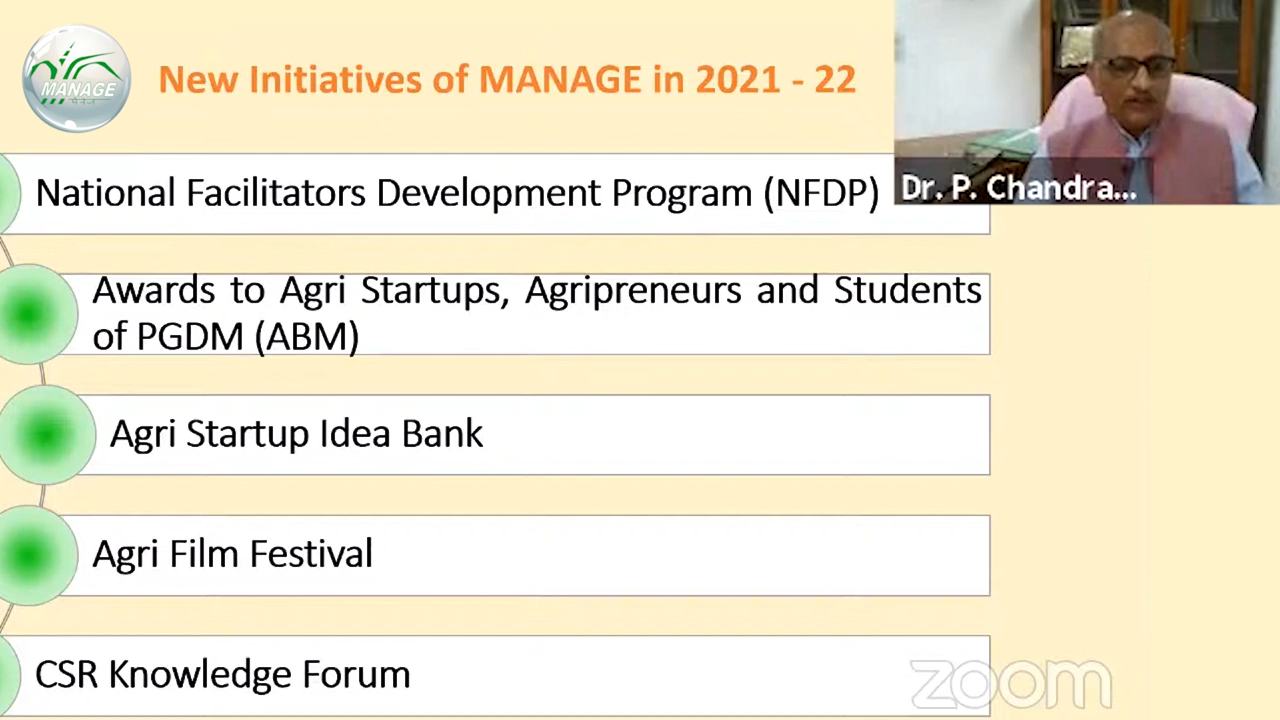 MANAGE
मैनेज
New Initiatives of MANAGE in 2021 - 22
Dr. P. Chandra...
National Facilitators Development Program (NFDP)
Awards to Agri Startups, Agripreneurs and Students
of PGDM (ABM)
Agri Startup Idea Bank
Agri Film Festival
CSR Knowledge Forum
zoom